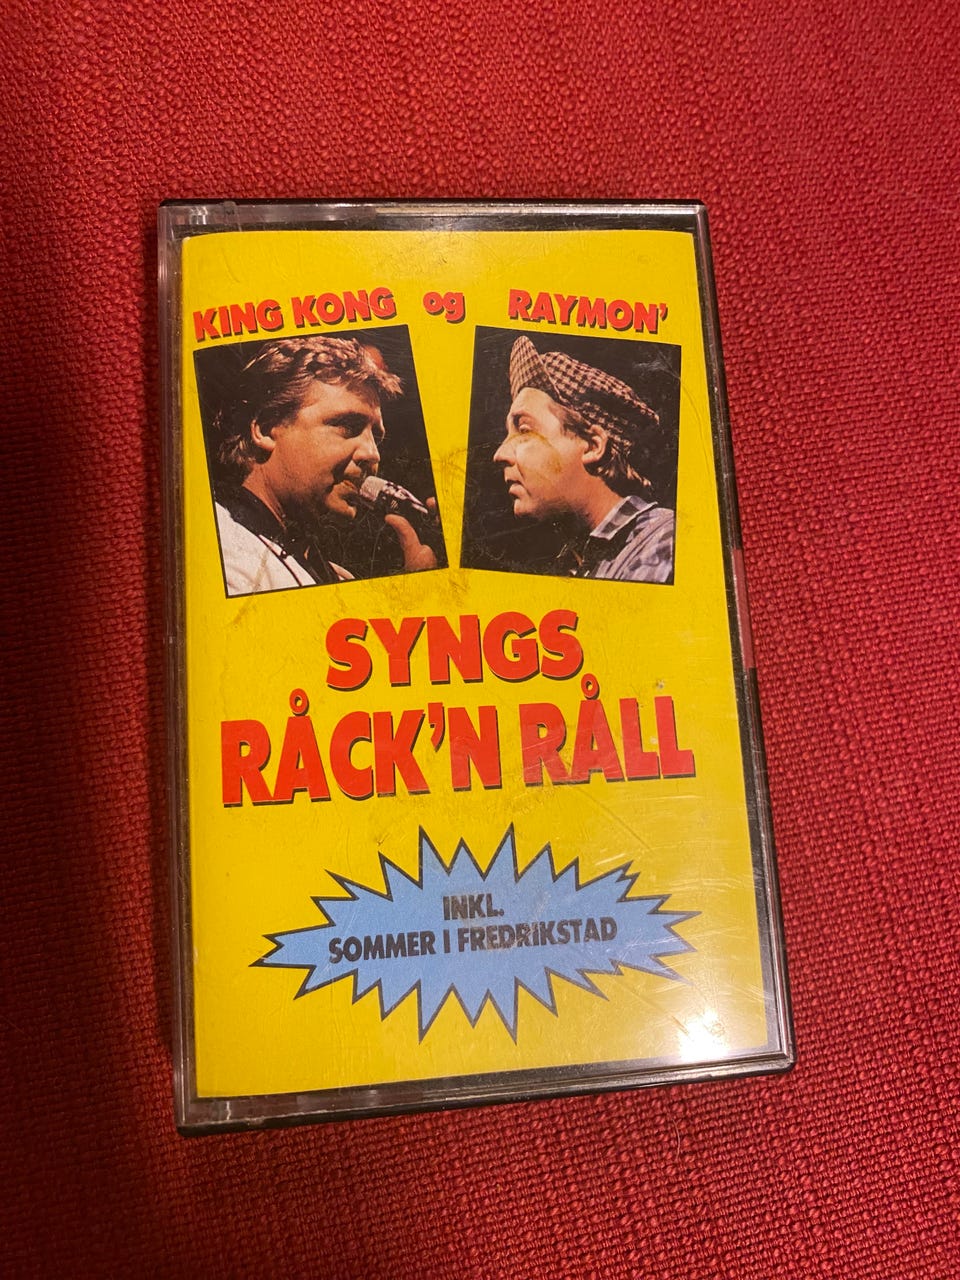 KING KONG og RAYMON'
SYNGS
RÅCK'N RÅLL
INKL.
SOMMER I FREDRIKSTAD